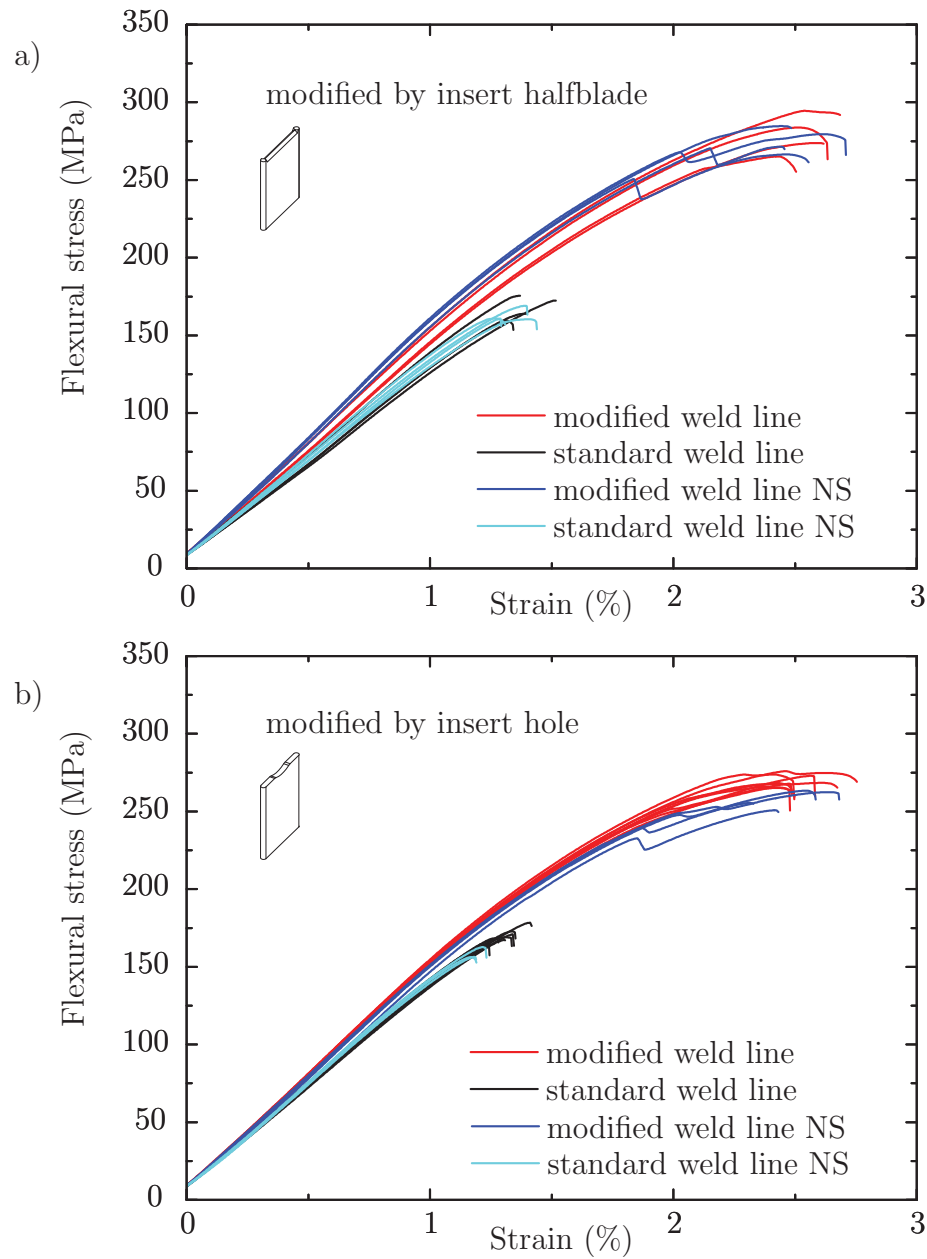 a)
350
300
250
200
150
100
50
0
Flexural stress (MPa)
modified by insert halfblade
modified weld line
standard weld line
modified weld line NS
standard weld line NS
0 1 2 3
Strain (%)
b)
350
300
250
200
150
100
50
0
Flexural stress (MPa)
modified by insert hole
modified weld line
standard weld line
modified weld line NS
standard weld line NS
0 1 2 3
Strain (%)